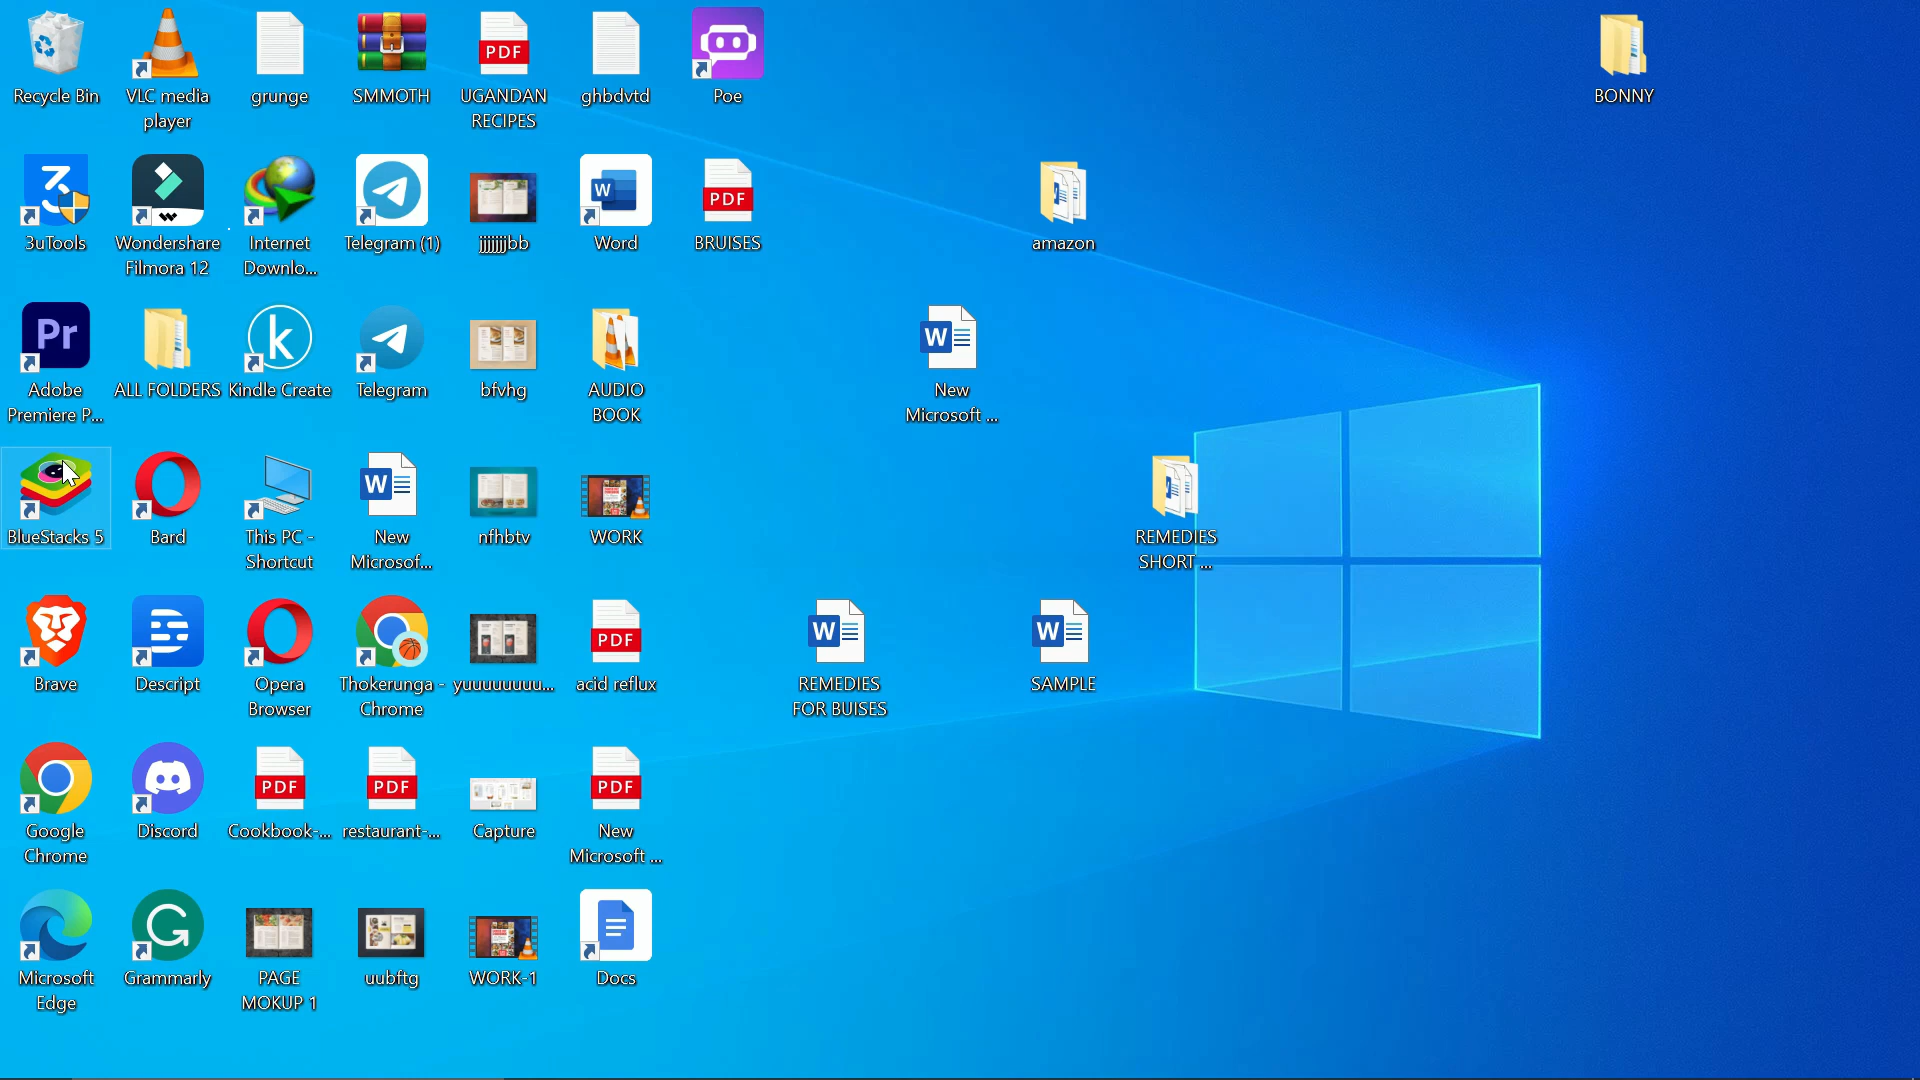 Recycle Bin
VLC media
player
grunge
SMMOTH
PDF
UGANDAN
RECIPES
ghbdvtd
Poe
BONNY
3uTools
Wondershare
Filmora 12
Internet
Downlo...
Telegram (1)
jjjjjjjbb
W
Word
PDF
BRUISES
W
amazon
Pr
Adobe
Premiere P...
ALL FOLDERS
k
Kindle Create
Telegram
bfvhg
AUDIO
BOOK
W
New
Microsoft ...
BlueStacks 5
Bard
This PC -
Shortcut
W
New
Microsof...
nfhbtv
WORK
W
REMEDIES
SHORT ...
Brave
Descript
Opera
Browser
Thokerunga -
Chrome
yuuuuuuuu...
PDF
acid reflux
W
REMEDIES
FOR BUISES
W
SAMPLE
Google
Chrome
Discord
PDF
Cookbook-...
PDF
restaurant-...
Capture
PDF
New
Microsoft ...
Microsoft
Edge
G
Grammarly
PAGE
MOKUP 1
uubftg
WORK-1
Docs